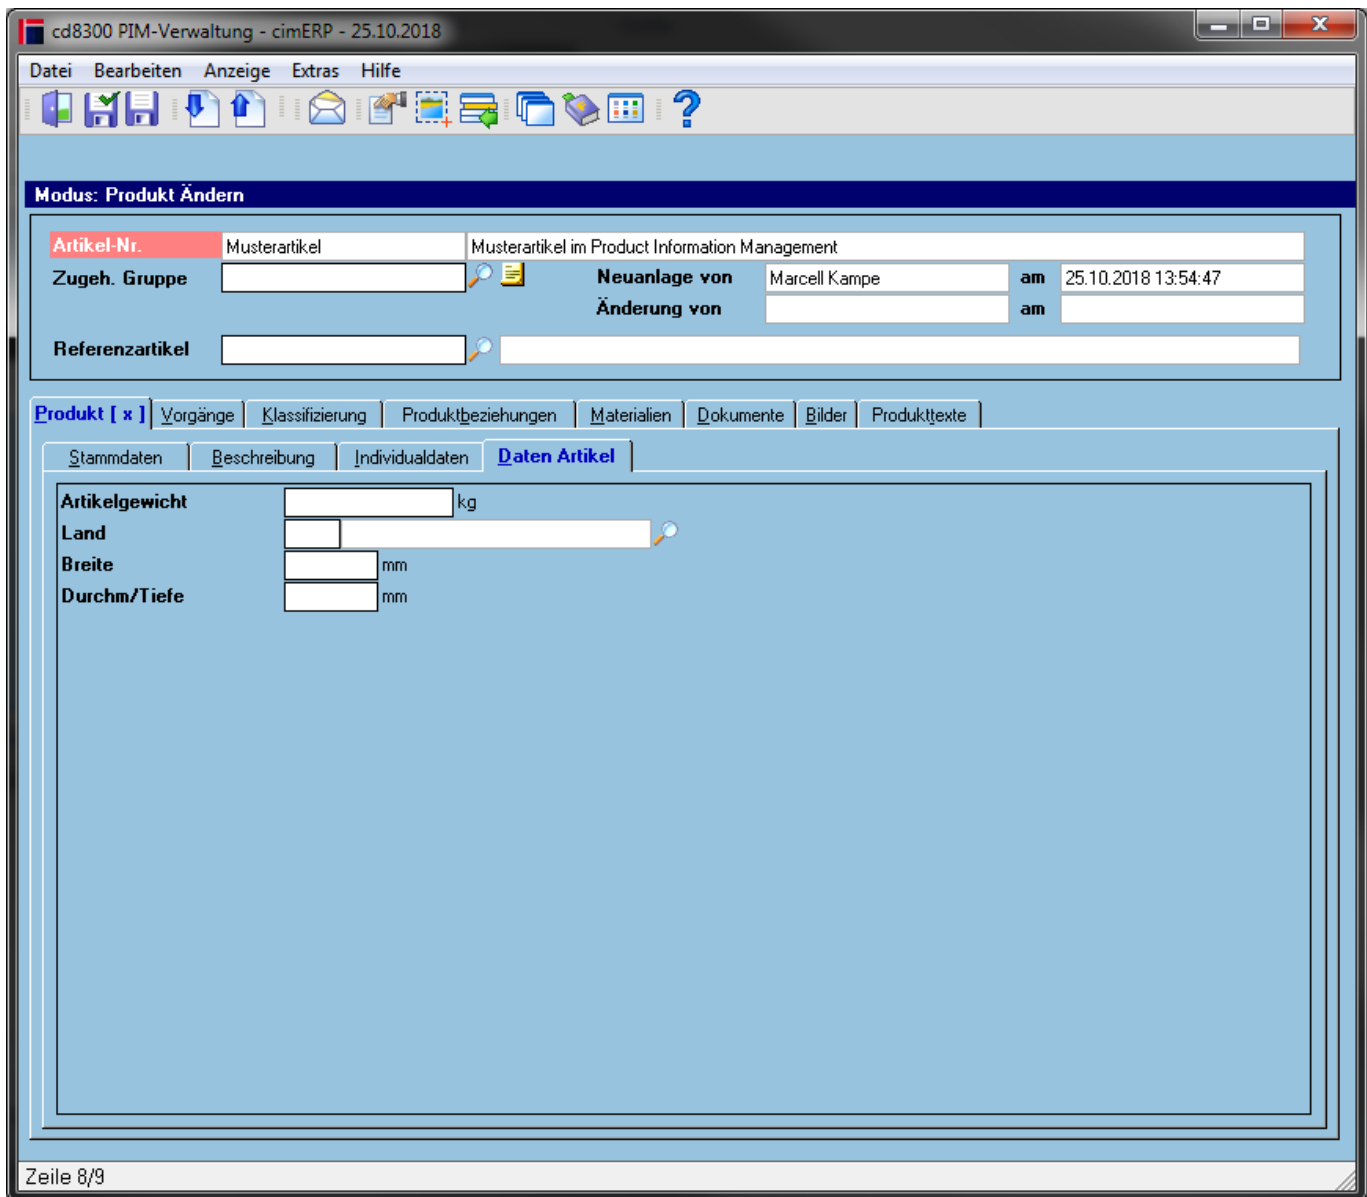 cd8300 PIM-Verwaltung - cimERP - 25.10.2018
Datei Bearbeiten Anzeige Extras Hilfe
Modus: Produkt Ändern
Artikel-Nr. Musterartikel Musterartikel im Product Information Management
Zugeh. Gruppe Neuanlage von Marcell Kampe am 25.10.2018 13:54:47
Änderung von am
Referenzartikel
Produkt [ x ] Vorgänge Klassifizierung Produktbeziehungen Materialien Dokumente Bilder Produkttexte
Stammdaten Beschreibung Individualdaten Daten Artikel
Artikelgewicht kg
Land
Breite mm
Durchm/Tiefe mm
Zeile 8/9